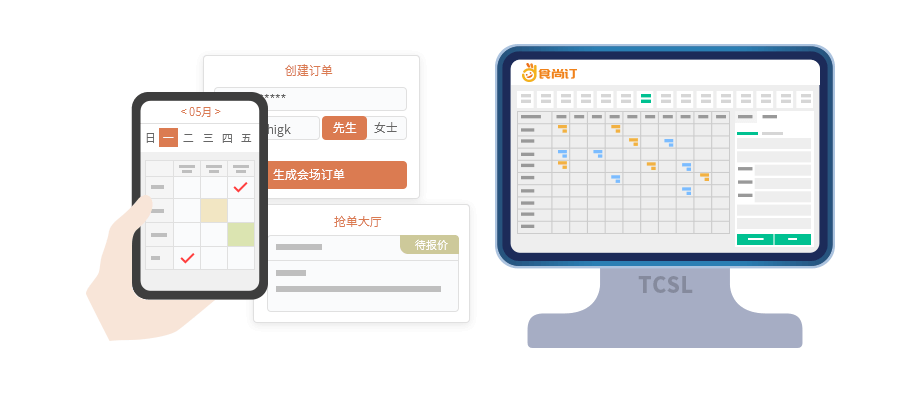 创建订单
*****
higk
先生
女士
生成会场订单
< 05月 >
日 一 二 三 四 五
抢单大厅
待报价
食尚订
TCSL